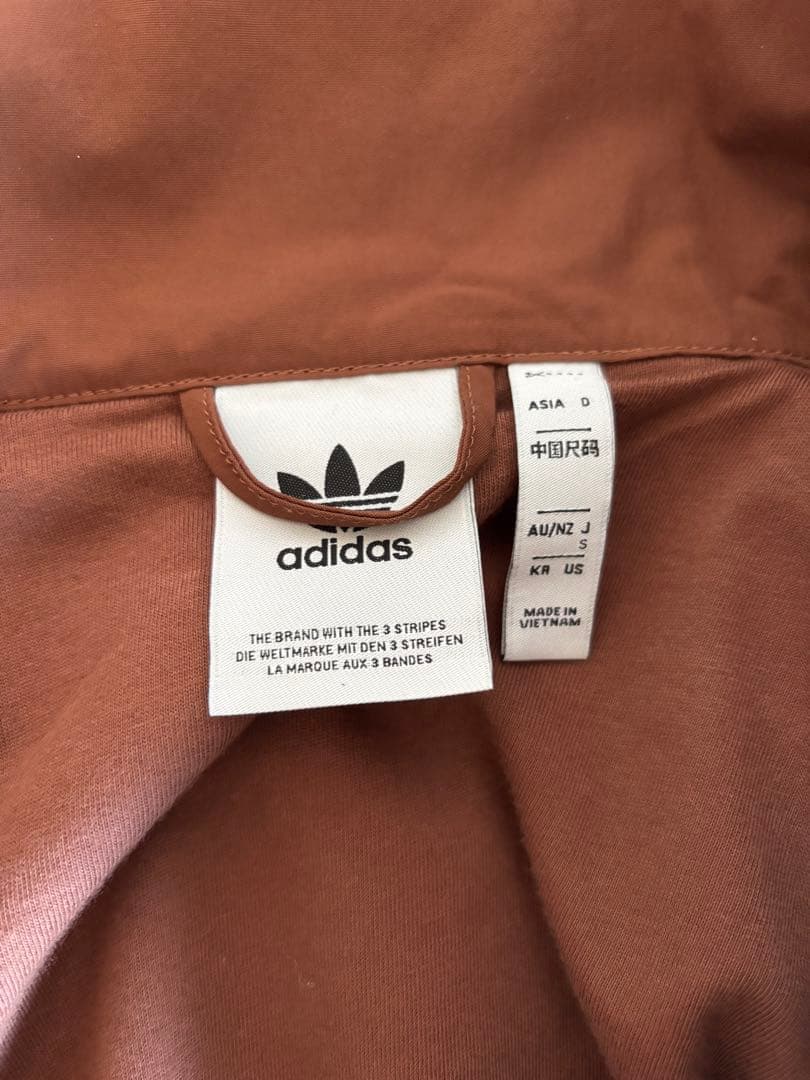 adidas
THE BRAND WITH THE 3 STRIPES
DIE WELTMARKE MIT DEN 3 STREIFEN
LA MARQUE AUX 3 BANDES
ASIA D
中国尺码
AU/NZ J
S
KR US
MADE IN
VIETNAM